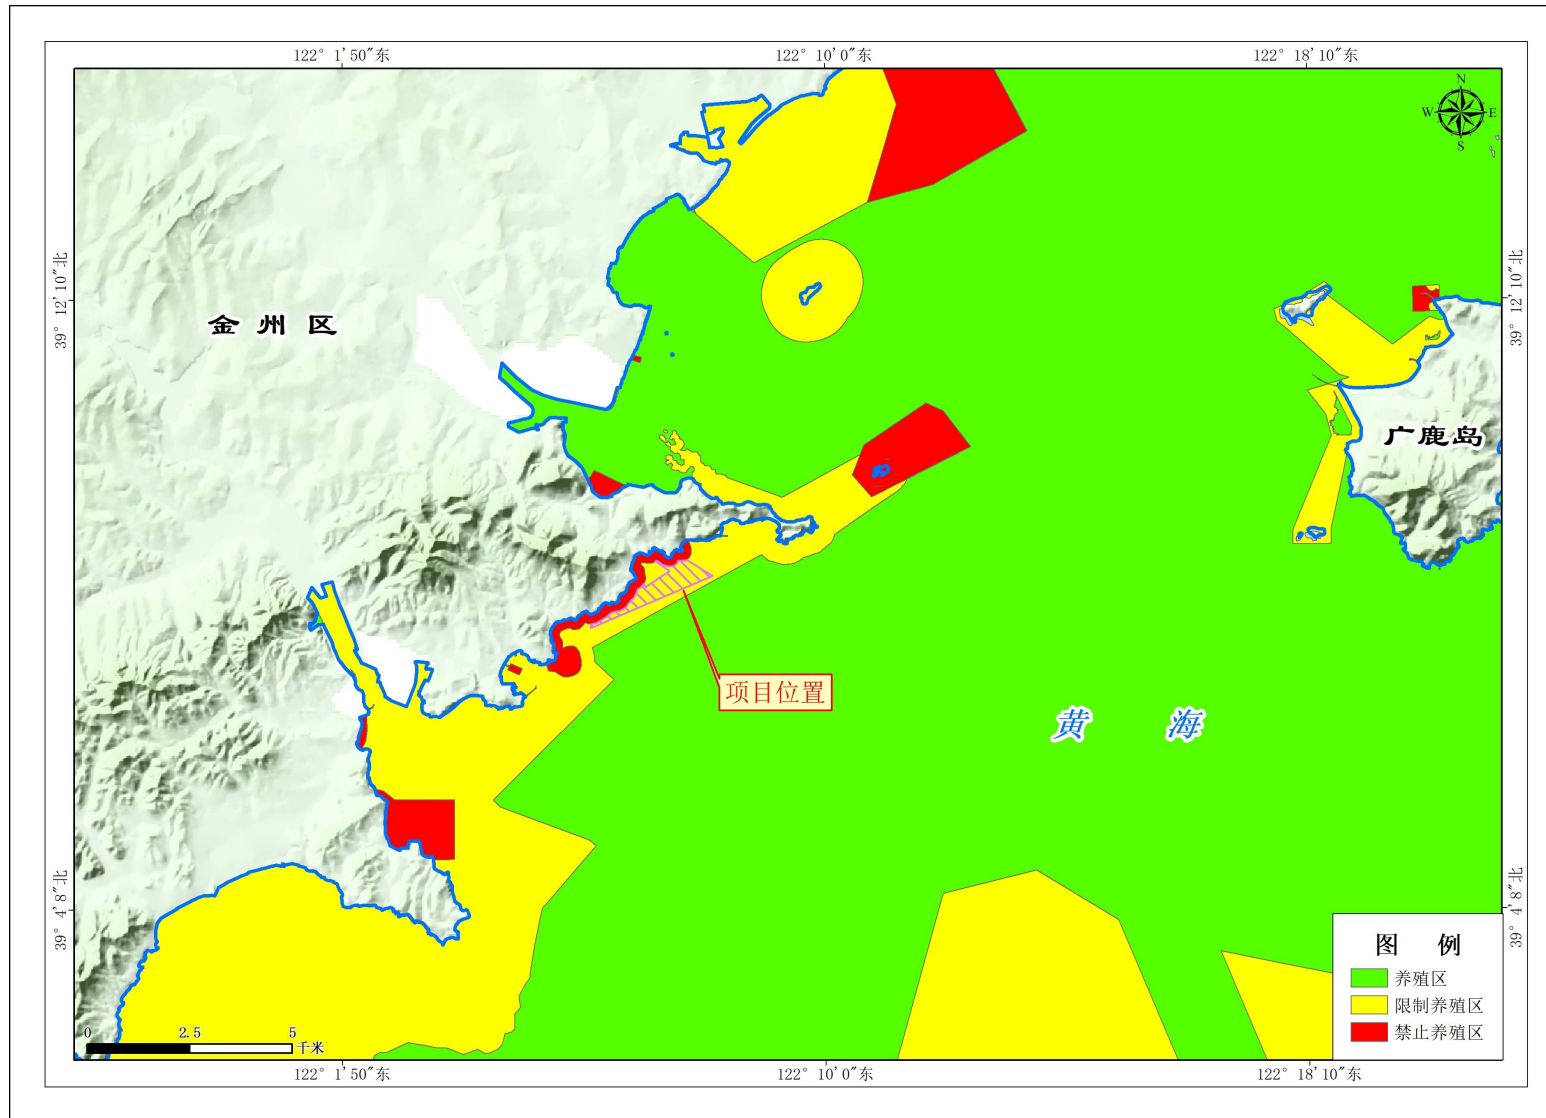 122° 1′50″东
122° 10′0″东
122° 18′10″东
N
W
E
S
39° 12′10″北
39° 12′10″北
金州区
广鹿岛
项目位置
黄海
39° 4′8″北
39° 4′8″北
图例
养殖区
限制养殖区
禁止养殖区
0 2.5 5
千米
122° 1′50″东
122° 10′0″东
122° 18′10″东